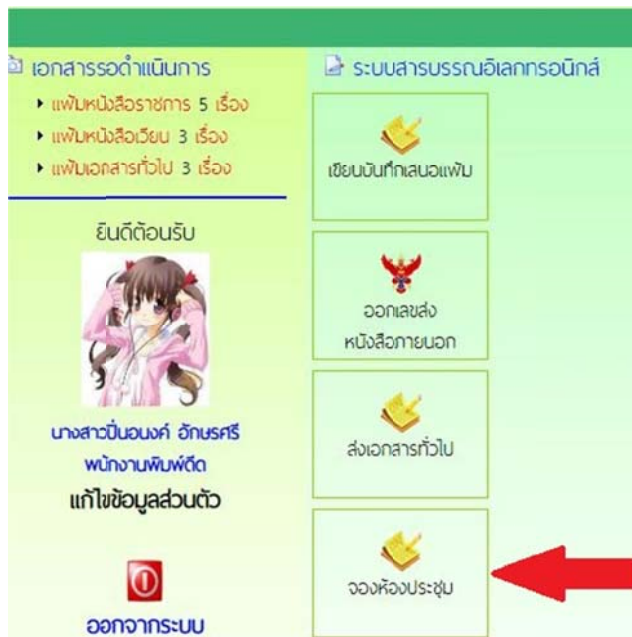 เอกสารรอดำเนินการ
แฟ้มหนังสือราชการ 5 เรื่อง
แฟ้มหนังสือเวียน 3 เรื่อง
แฟ้มเอกสารทั่วไป 3 เรื่อง
ยินดีต้อนรับ
นางสาวปิ่นอนงค์ อักษรศรี
พนักงานพิมพ์ดีด
แก้ไขข้อมูลส่วนตัว
ออกจากระบบ
ระบบสารบรรณอิเลกทรอนิกส์
เขียนบันทึกเสนอแฟ้ม
ออกเลขส่ง
หนังสือภายนอก
ส่งเอกสารทั่วไป
จองห้องประชุม